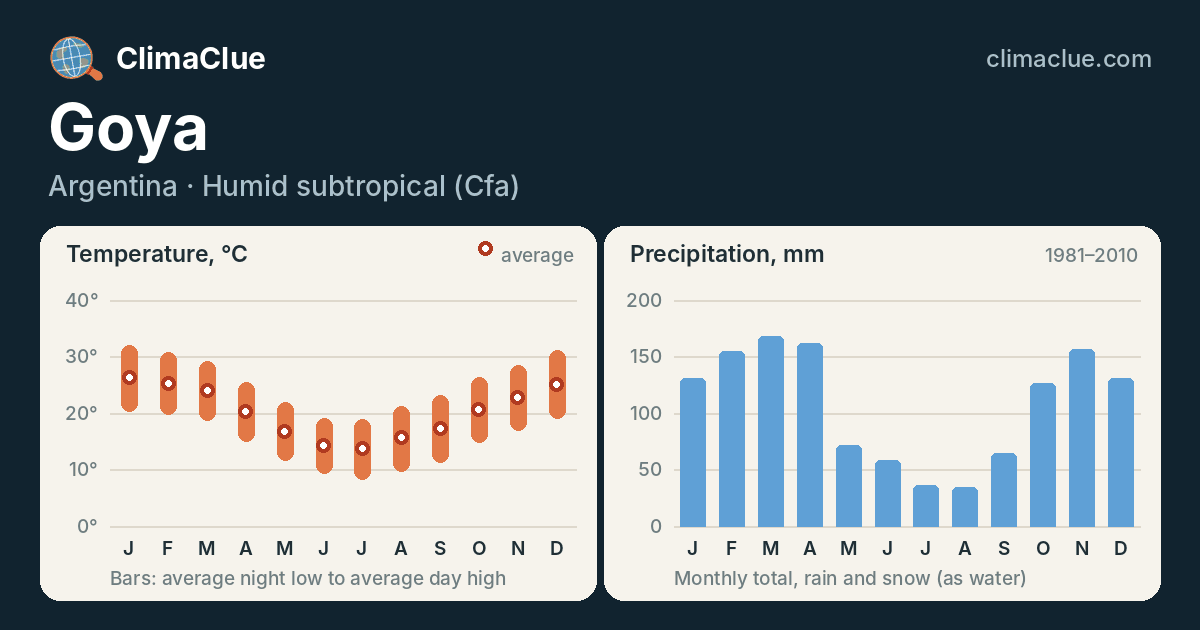 ClimaClue
climaclue.com
Goya
Argentina · Humid subtropical (Cfa)
Temperature, °C
average
40°
30°
20°
10°
0°
J F M A M J J A S O N D
Bars: average night low to average day high
Precipitation, mm
1981–2010
200
150
100
50
0
J F M A M J J A S O N D
Monthly total, rain and snow (as water)